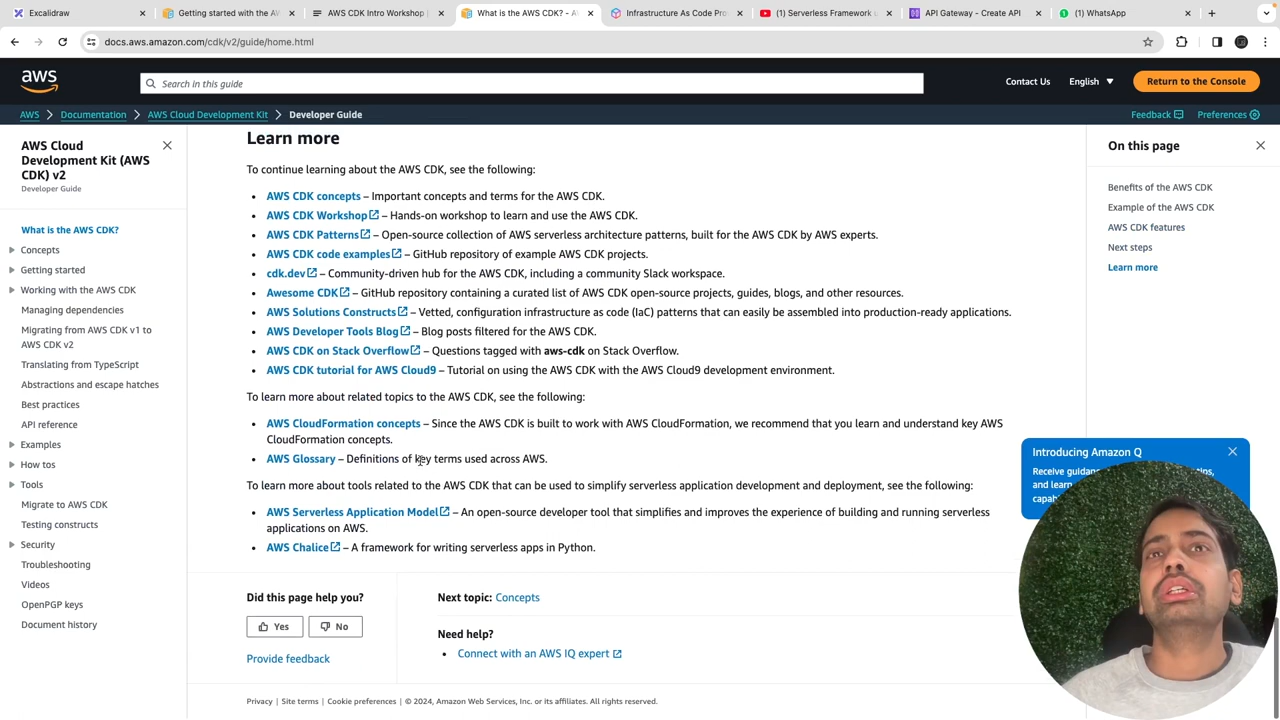 Excalidraw
Getting started with the AW
AWS CDK Intro Workshop |
What is the AWS CDK? - A
Infrastructure As Code Pro
(1) Serverless Framework u
API Gateway - Create API
(1) WhatsApp
docs.aws.amazon.com/cdk/v2/guide/home.html
aws
Search in this guide
Contact Us
English
Return to the Console
AWS > Documentation > AWS Cloud Development Kit > Developer Guide
Feedback
Preferences
AWS Cloud
Development Kit (AWS
CDK) v2
Developer Guide
What is the AWS CDK?
Concepts
Getting started
Working with the AWS CDK
Managing dependencies
Migrating from AWS CDK v1 to
AWS CDK v2
Translating from TypeScript
Abstractions and escape hatches
Best practices
API reference
Examples
How tos
Tools
Migrate to AWS CDK
Testing constructs
Security
Troubleshooting
Videos
OpenPGP keys
Document history
Learn more
To continue learning about the AWS CDK, see the following:
• AWS CDK concepts – Important concepts and terms for the AWS CDK.
• AWS CDK Workshop – Hands-on workshop to learn and use the AWS CDK.
• AWS CDK Patterns – Open-source collection of AWS serverless architecture patterns, built for the CDK by AWS experts.
• AWS CDK code examples – GitHub repository of example AWS CDK projects.
• cdk.dev – Community-driven hub for the AWS CDK, including a community Slack workspace.
• Awesome CDK – GitHub repository containing a curated list of AWS CDK open-source projects, guides, blogs, and other resources.
• AWS Solutions Constructs – Vetted, configuration infrastructure as code (IaC) patterns that can easily be assembled into production-ready applications.
• AWS Developer Tools Blog – Blog posts filtered for the AWS CDK.
• AWS CDK on Stack Overflow – Questions tagged with aws-cdk on Stack Overflow.
• AWS CDK tutorial for AWS Cloud9 – Tutorial on using the AWS CDK with the AWS Cloud9 development environment.
To learn more about related topics to the AWS CDK, see the following:
• AWS CloudFormation concepts – Since the AWS CDK is built to work with AWS CloudFormation, we recommend that you learn and understand key AWS
CloudFormation concepts.
• AWS Glossary – Definitions of key terms used across AWS.
To learn more about tools related to the AWS CDK that can be used to simplify serverless application development and deployment, see the following:
• AWS Serverless Application Model – An open-source developer tool that simplifies and improves the experience of building and running serverless
applications on AWS.
• AWS Chalice – A framework for writing serverless apps in Python.
Did this page help you?
Yes
No
Provide feedback
Next topic: Concepts
Need help?
• Connect with an AWS IQ expert
Privacy | Site terms | Cookie preferences | © 2024, Amazon Web Services, Inc. or its affiliates. All rights reserved.
On this page
Benefits of the AWS CDK
Example of the AWS CDK
AWS CDK features
Next steps
Learn more
Introducing Amazon Q
Receive
and learn